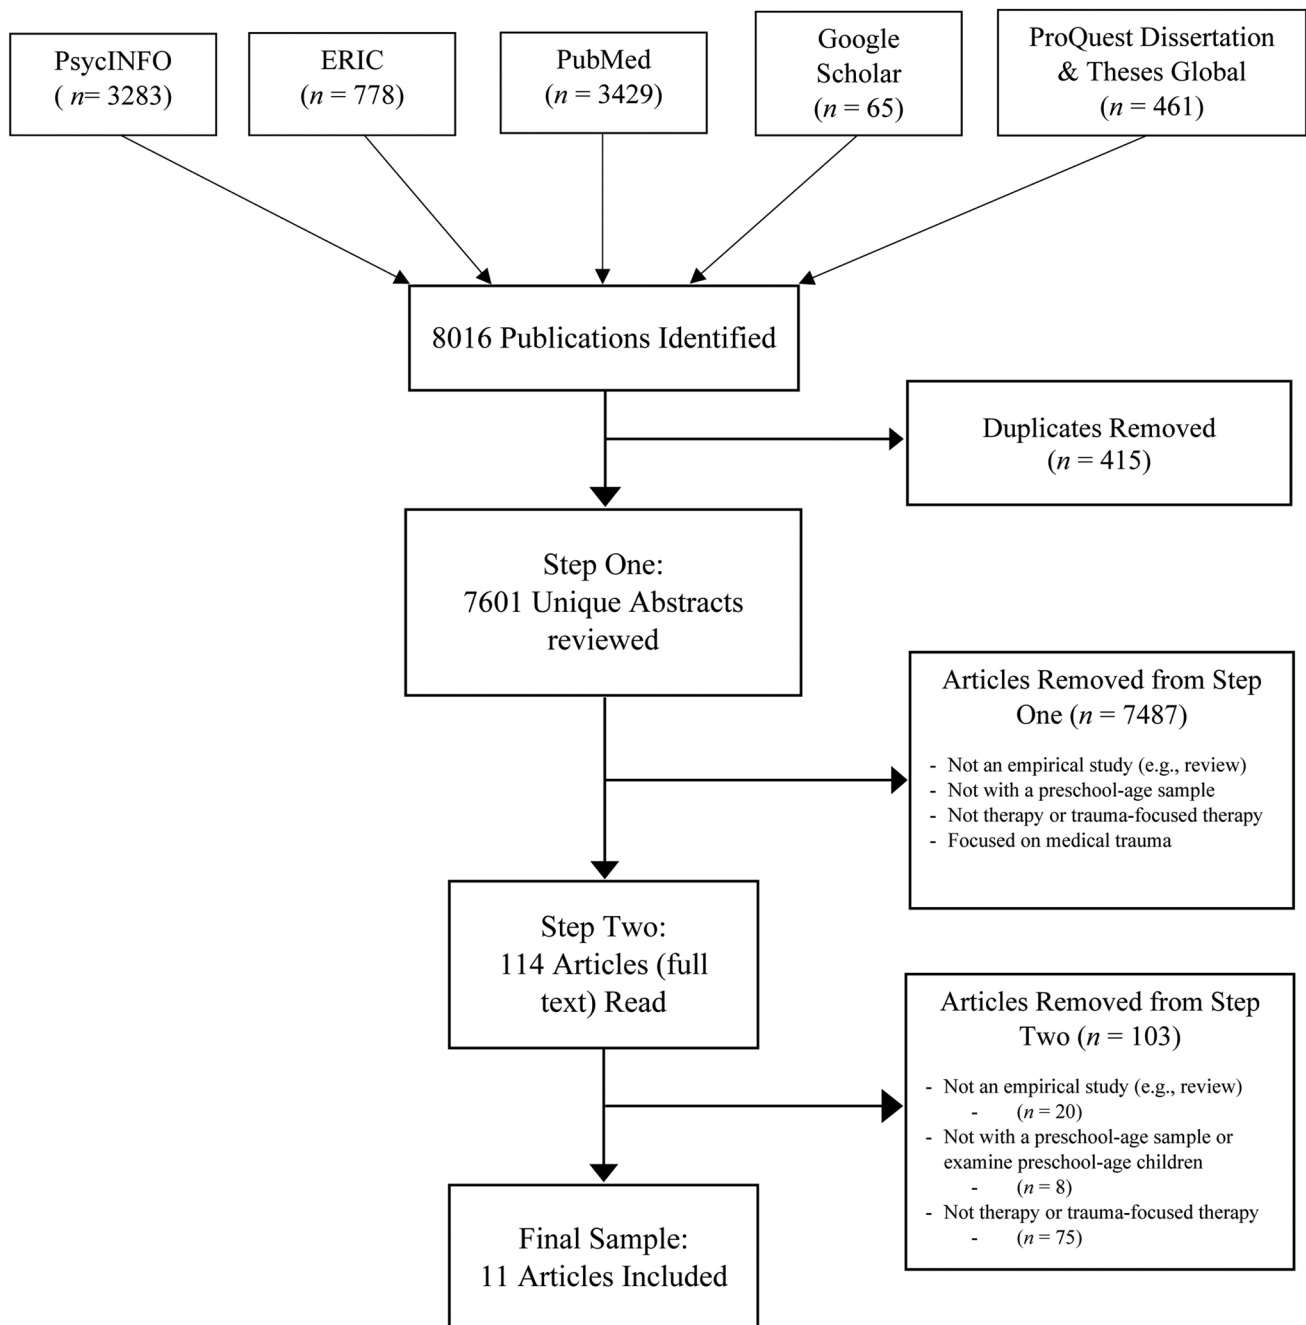 PsycINFO
( n= 3283)
ERIC
(n = 778)
PubMed
(n = 3429)
Google
Scholar
(n = 65)
ProQuest Dissertation
& Theses Global
(n = 461)
8016 Publications Identified
Duplicates Removed
(n = 415)
Step One:
7601 Unique Abstracts
reviewed
Articles Removed from Step
One (n = 7487)
- Not an empirical study (e.g., review)
- Not with a preschool-age sample
- Not therapy or trauma-focused therapy
- Focused on medical trauma
Step Two:
114 Articles (full
text) Read
Articles Removed from Step
Two (n = 103)
- Not an empirical study (e.g., review)
- (n = 20)
- Not with a preschool-age sample or
examine preschool-age children
- (n = 8)
- Not therapy or trauma-focused therapy
- (n = 75)
Final Sample:
11 Articles Included